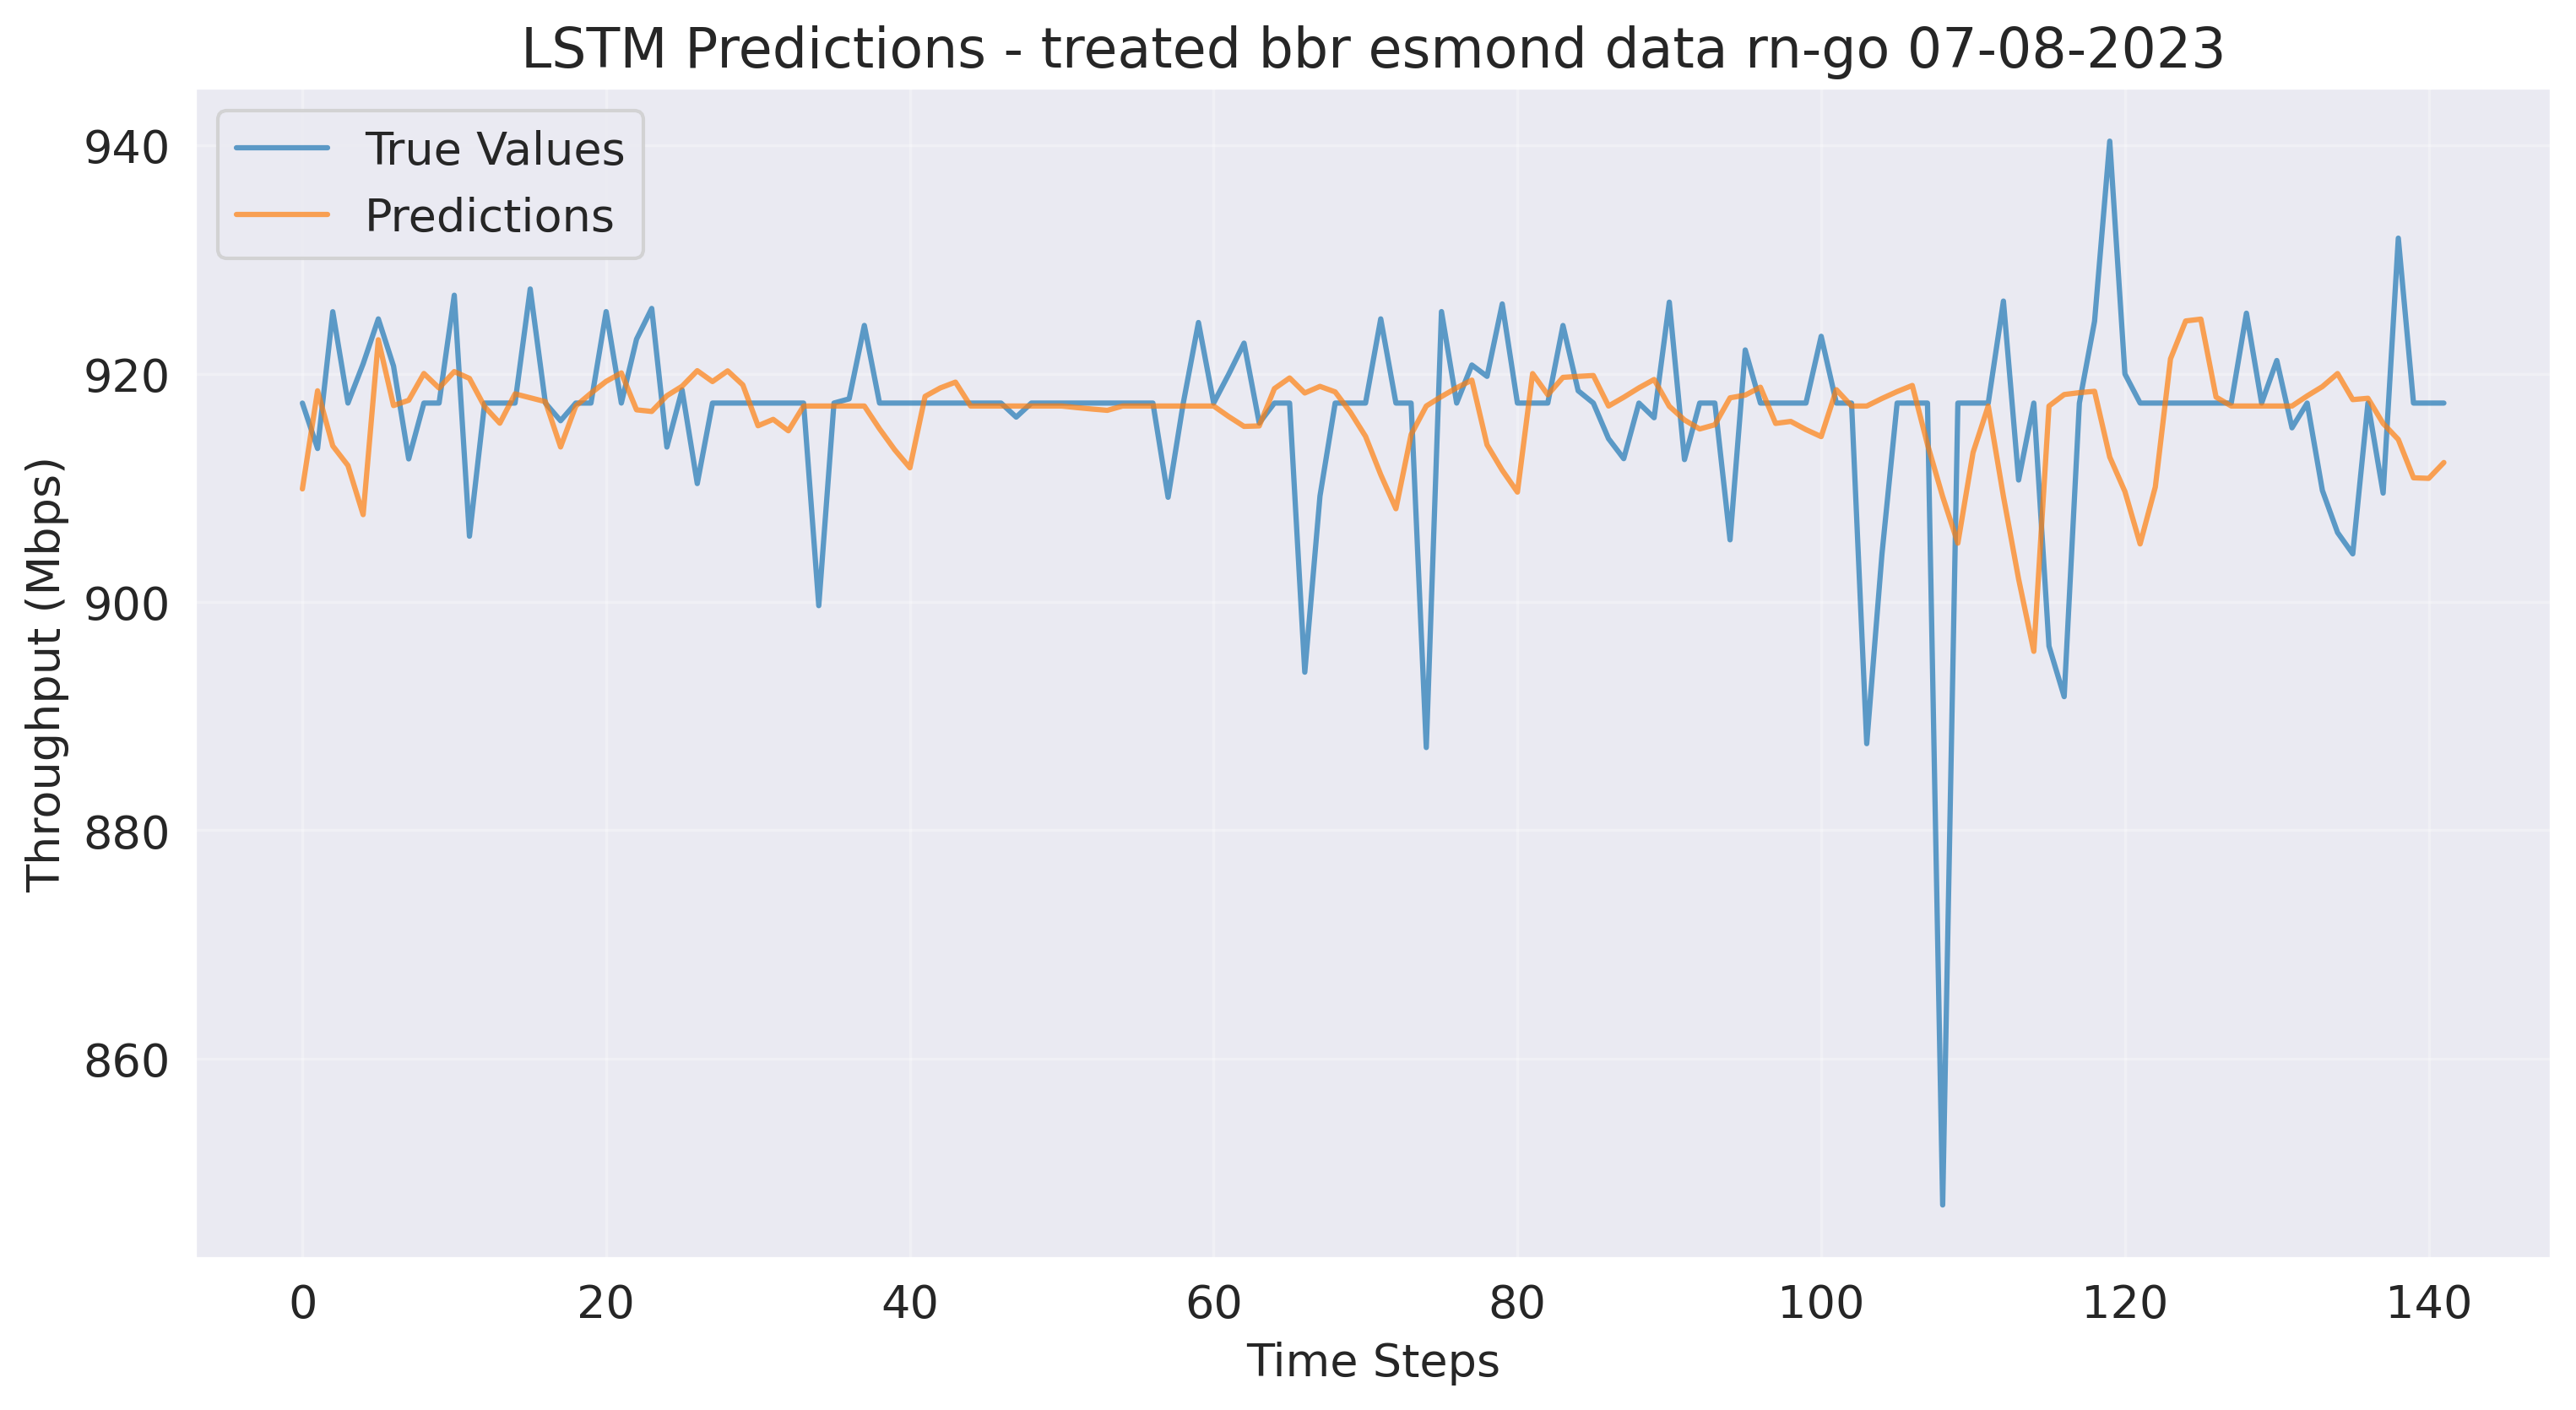 LSTM Predictions - treated bbr esmond data rn-go 07-08-2023
True Values
Predictions
Throughput (Mbps)
940
920
900
880
860
0 20 40 60 80 100 120 140
Time Steps